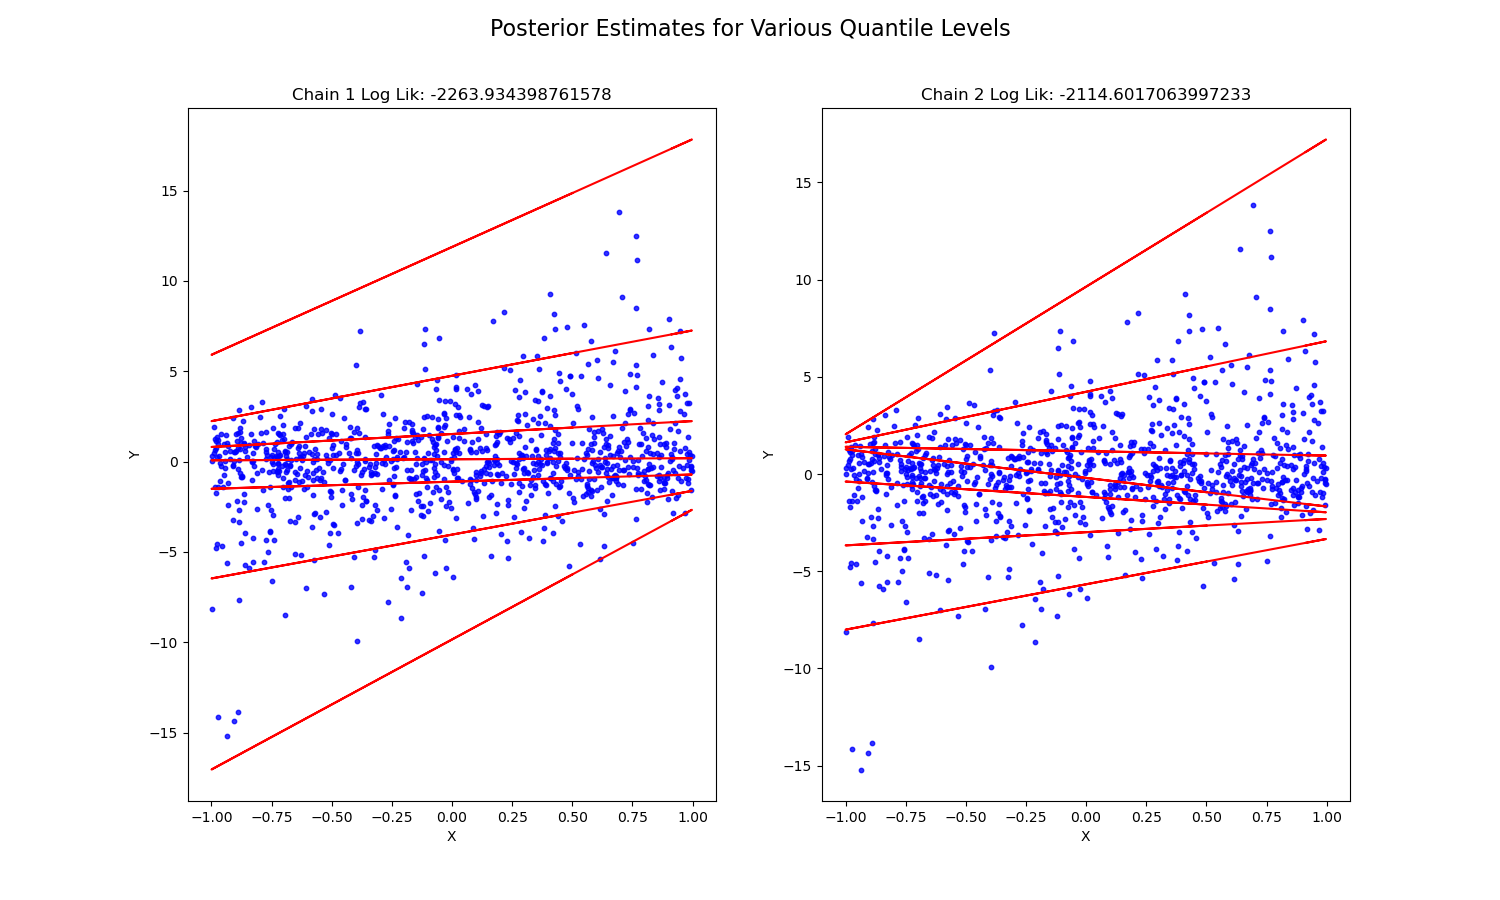 Posterior Estimates for Various Quantile Levels
Chain 1 Log Lik: -2263.934398761578
Chain 2 Log Lik: -2114.6017063997233
15
10
5
0
−5
−10
−15
Y
−1.00 −0.75 −0.50 −0.25 0.00 0.25 0.50 0.75 1.00
X
15
10
5
0
−5
−10
−15
Y
−1.00 −0.75 −0.50 −0.25 0.00 0.25 0.50 0.75 1.00
X